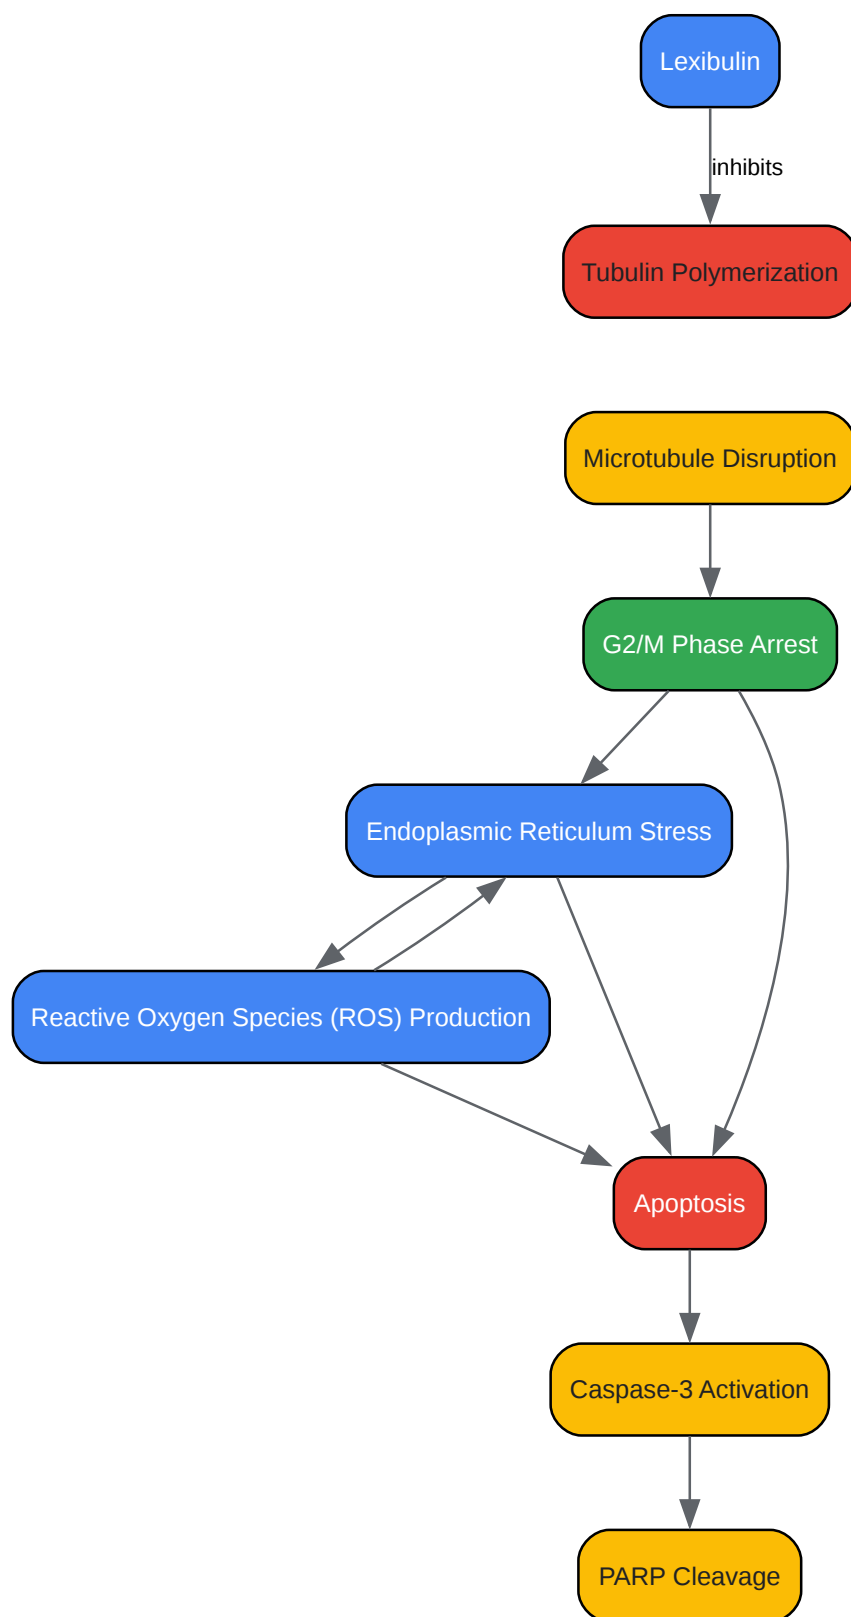 Lexibulin
inhibits
Tubulin Polymerization
Microtubule Disruption
G2/M Phase Arrest
Endoplasmic Reticulum Stress
Reactive Oxygen Species (ROS) Production
Apoptosis
Caspase-3 Activation
PARP Cleavage